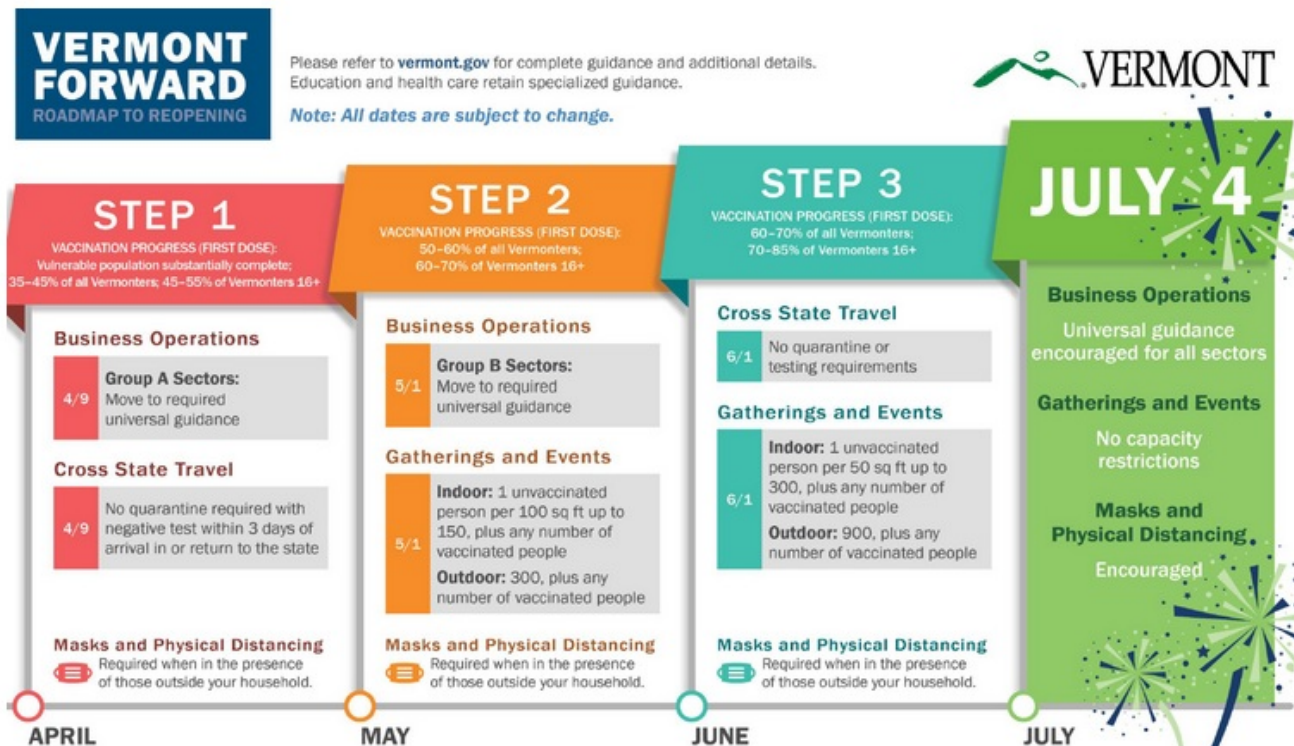 VERMONT
FORWARD
ROADMAP TO REOPENING
Please refer to vermont.gov for complete guidance and additional details.
Education and health care retain specialized guidance.
Note: All dates are subject to change.
VERMONT
STEP 1
VACCINATION PROGRESS (FIRST DOSE):
Vulnerable population substantially complete;
35–45% of all Vermonters; 45–55% of Vermonters 16+
Business Operations
4/9
Group A Sectors:
Move to required
universal guidance
Cross State Travel
4/9
No quarantine required with
negative test within 3 days of
arrival in or return to the state
Masks and Physical Distancing
Required when in the presence
of those outside your household.
APRIL
STEP 2
VACCINATION PROGRESS (FIRST DOSE):
50–60% of all Vermonters;
60–70% of Vermonters 16+
Business Operations
5/1
Group B Sectors:
Move to required
universal guidance
Gatherings and Events
5/1
Indoor: 1 unvaccinated
person per 100 sq ft up to
150, plus any number of
vaccinated people
Outdoor: 300, plus any
number of vaccinated people
Masks and Physical Distancing
Required when in the presence
of those outside your household.
MAY
STEP 3
VACCINATION PROGRESS (FIRST DOSE):
60–70% of all Vermonters;
70–85% of Vermonters 16+
Cross State Travel
6/1
No quarantine or
testing requirements
Gatherings and Events
6/1
Indoor: 1 unvaccinated
person per 50 sq ft up to
300, plus any number of
vaccinated people
Outdoor: 900, plus any
number of vaccinated people
Masks and Physical Distancing
Required when in the presence
of those outside your household.
JUNE
JULY 4
Business Operations
Universal guidance
encouraged for all sectors
Gatherings and Events
No capacity
restrictions
Masks and
Physical Distancing
Encouraged
JULY